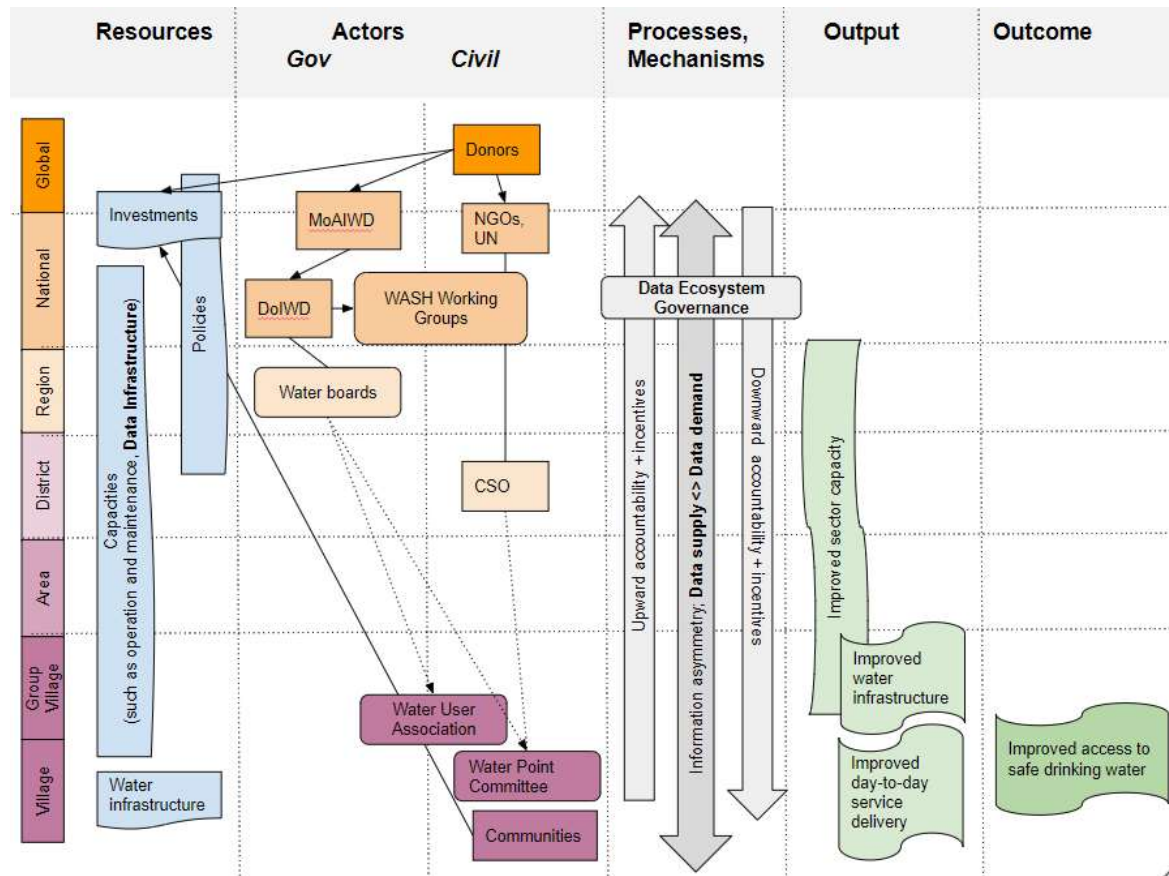 Resources
Actors
Gov
Civil
Processes,
Mechanisms
Output
Outcome
Global
National
Region
District
Area
Group
Village
Village
Investments
Policies
Capacities
(such as operation and maintenance, Data Infrastructure)
Water
infrastructure
Donors
MoAIWD
NGOs,
UN
DoIWD
WASH Working
Groups
Water boards
CSO
Water User
Association
Water Point
Committee
Communities
Data Ecosystem
Governance
Upward accountability + incentives
Information asymmetry; Data supply <> Data demand
Downward accountability + incentives
Improved sector capacity
Improved
water
infrastructure
Improved
day-to-day
service
delivery
Improved access to
safe drinking water